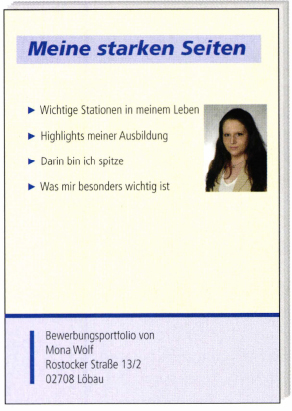 Meine starken Seiten
► Wichtige Stationen in meinem Leben
► Highlights meiner Ausbildung
► Darin bin ich spitze
► Was mir besonders wichtig ist
Bewerbungsportfolio von
Mona Wolf
Rostocker Straße 13/2
02708 Löbau